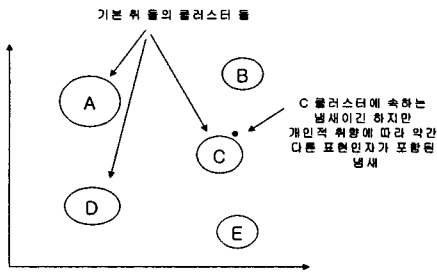 기본 취 들의 클러스터 들
A
B
C
D
E
C 클러스터에 속하는
냄새이긴 하지만
개인적 취향에 따라 약간
다른 표현인자가 포함된
냄새